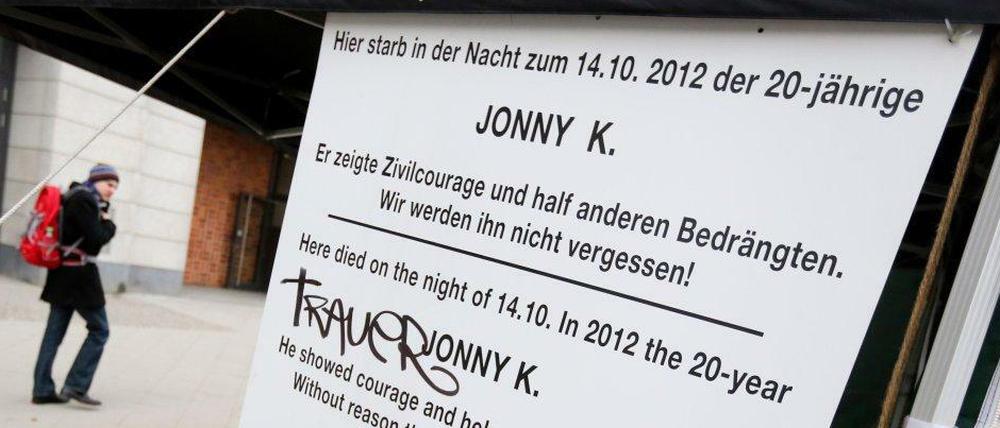 Hier starb in der Nacht zum 14.10. 2012 der 20-jährige
JONNY K.
Er zeigte Zivilcourage und half anderen Bedrängten.
Wir werden ihn nicht vergessen!
Here died on the night of 14.10. In 2012 the 20-year
TRAUER JONNY K.
He showed courage and
Without reason